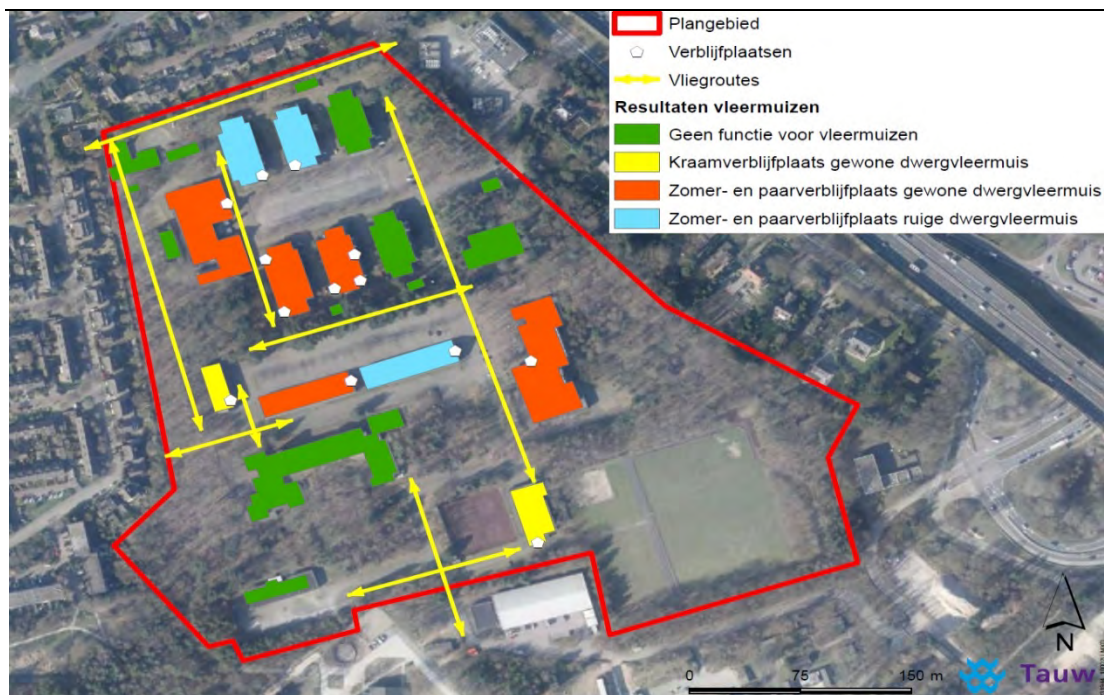 Plangebied
Verblijfplaatsen
Vliegroutes
Resultaten vleermuizen
Geen functie voor vleermuizen
Kraamverblijfplaats gewone dwergvleermuis
Zomer- en paarverblijfplaats gewone dwergvleermuis
Zomer- en paarverblijfplaats ruige dwergvleermuis
N
0 75 150 m
Tauw